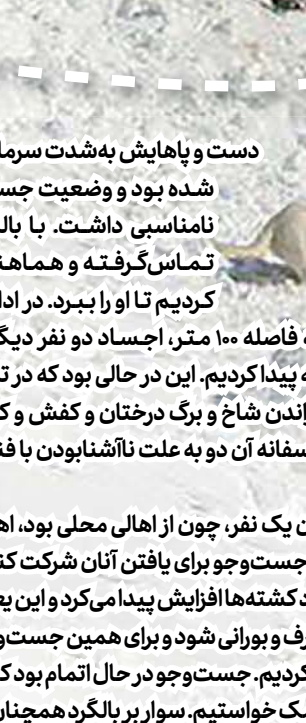 دست و پاهایش به‌شدت سرما
شده بود و وضعیت جس
نامناسبی داشت. با بال
تماس‌گرفته و هماهن
کردیم تا او را ببرد. در ادا
فاصله ۱۰۰ متر، اجساد دو نفر دیگ
ه پیدا کردیم. این در حالی بود که در ت
اندن شاخ و برگ درختان و کفش و ک
سفانه آن دو به علت ناآشنابودن با فن
ن یک نفر، چون از اهالی محلی بود، اه
جست‌وجو برای یافتن آنان شرکت کن
د کشته‌ها افزایش پیدا می‌کرد و این یع
رف و بورانی شود و برای همین جست‌و
کردیم. جست‌وجو در حال اتمام بود ک
ک خواستیم. سوار بر بالگرد همچنان